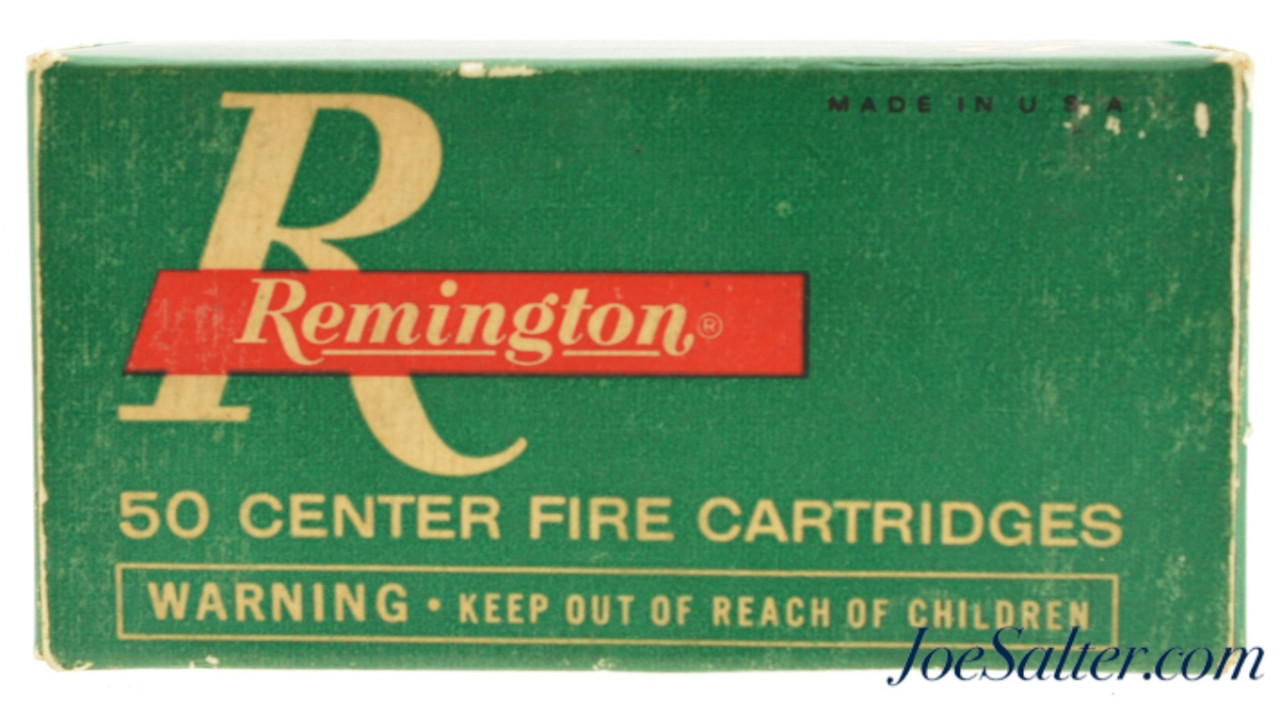 MADE IN U S A
R
Remington®
50 CENTER FIRE CARTRIDGES
WARNING • KEEP OUT OF REACH OF CHILDREN
JoeSalter.com